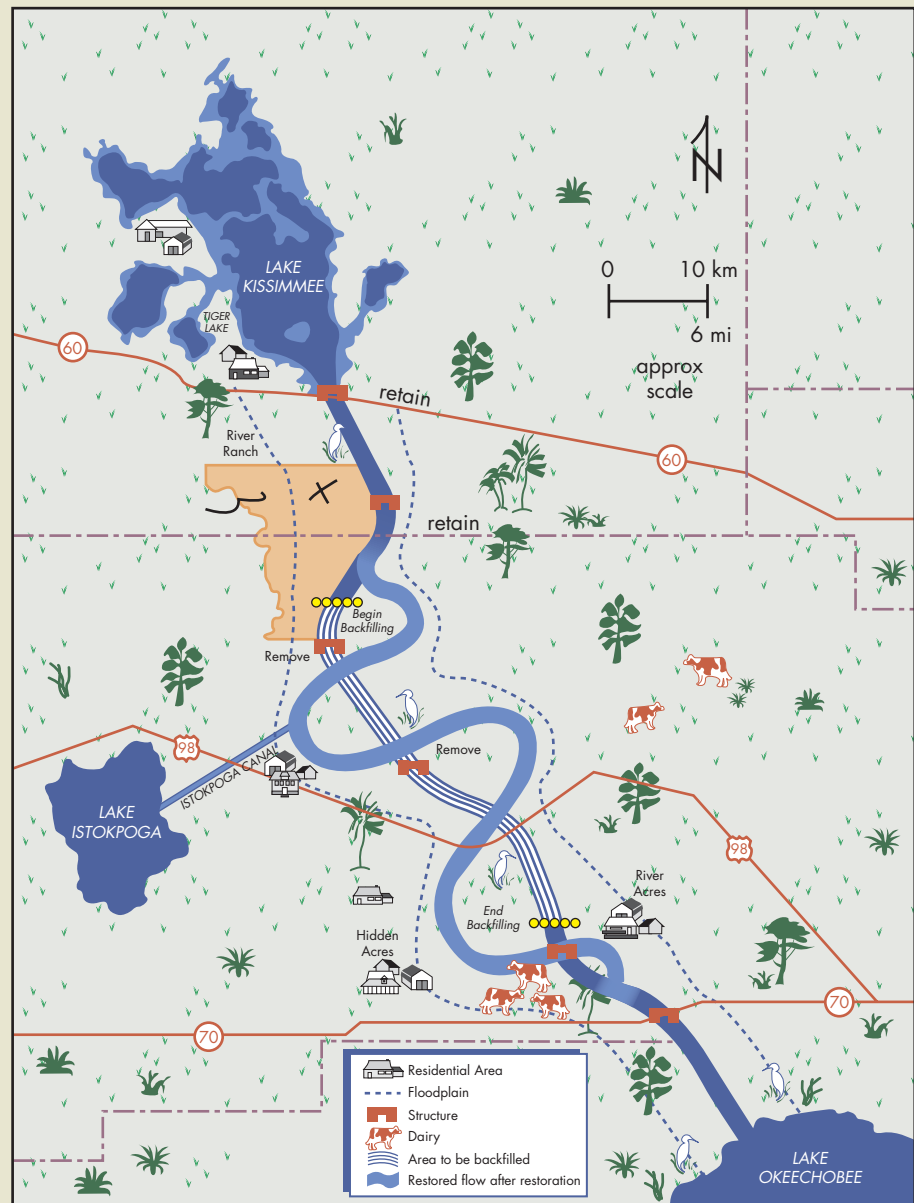 N
LAKE
KISSIMMEE
0 10 km
6 mi
approx
scale
TIGER
LAKE
60
retain
River
Ranch
60
retain
Begin
Backfilling
Remove
98
ISTOKPOGA CANAL
Remove
LAKE
ISTOKPOGA
98
River
Acres
End
Backfilling
Hidden
Acres
70
70
Residential Area
Floodplain
Structure
Dairy
Area to be backfilled
Restored flow after restoration
LAKE
OKEECHOBEE